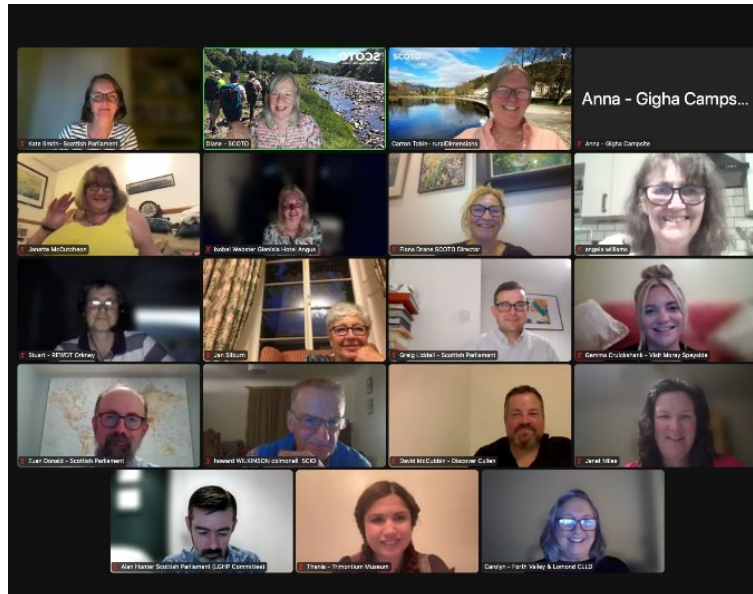 Kate Smith- Scottish Parliament
SCOTO
Diane - SCOTO
SCOTO
T
Carron Tobin- ruralDimensions
Anna - Gigha Camps...
Anna - Gigha Campsite
Janette McCutcheon
Isobel Webster Glenisla Hotel Angus
Fiona Drane SCOTO Director
angela williams
Stuart - REWDT Orkney
Jan Silburn
Greig Liddell - Scottish Parliament
Gemma Cruickshank - Visit Moray Speyside
Euan Donald - Scottish Parliament
howard WILKINSON colmonell SCIO
David McCubbin - Discover Cullen
Janet Miles
Alan Hunter Scottish Parliament (LGHP Committee)
Thania - Trimontium Museum
Carolyn - Forth Valley & Lomond CLLD